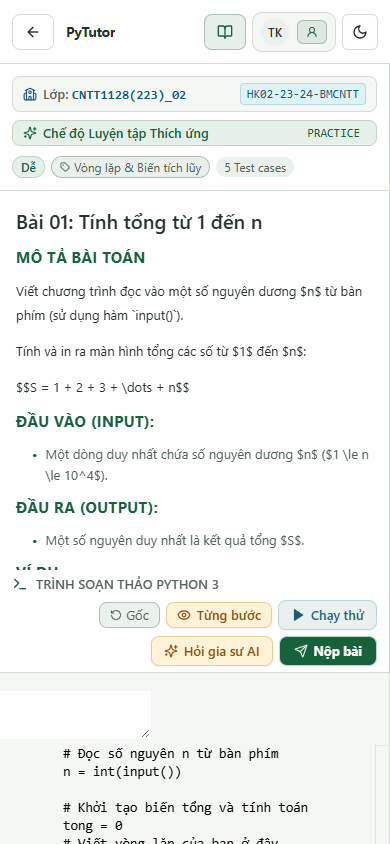 PyTutor
TK
Lớp: CNTT1128(223)_02
HK02-23-24-BMCNTT
Chế độ Luyện tập Thích ứng
PRACTICE
Dễ
Vòng lặp & Biến tích lũy
5 Test cases
Bài 01: Tính tổng từ 1 đến n
MÔ TẢ BÀI TOÁN
Viết chương trình đọc vào một số nguyên dương $n$ từ bàn
phím (sử dụng hàm `input()`).
Tính và in ra màn hình tổng các số từ $1$ đến $n$:
$$S = 1 + 2 + 3 + \dots + n$$
ĐẦU VÀO (INPUT):
• Một dòng duy nhất chứa số nguyên dương $n$ ($1 \le n
\le 10^4$).
ĐẦU RA (OUTPUT):
• Một số nguyên duy nhất là kết quả tổng $S$.
TRÌNH SOẠN THẢO PYTHON 3
Gốc
Từng bước
Chạy thử
Hỏi gia sư AI
Nộp bài
# Đọc số nguyên n từ bàn phím
n = int(input())
# Khởi tạo biến tổng và tính toán
tong = 0
# Viết vòng lặp của bạn ở đây